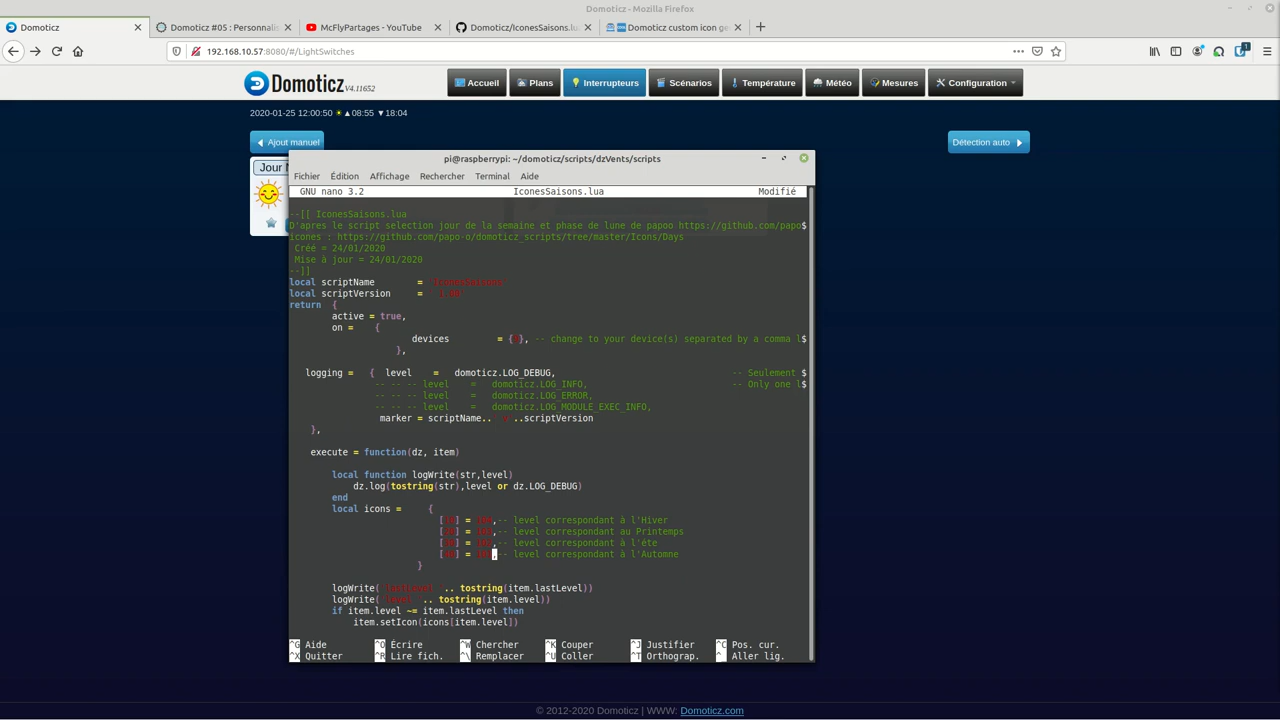 Domoticz - Mozilla Firefox
Domoticz
Domoticz #05 : Personnalis
McFlyPartages - YouTube
Domoticz/IconesSaisons.lua
Domoticz custom icon ge
192.168.10.57:8080/#/LightSwitches
1
Domoticz V4.11652
Accueil
Plans
Interrupteurs
Scénarios
Température
Météo
Mesures
Configuration
2020-01-25 12:00:50 ☀▲08:55 ▼18:04
Ajout manuel
Détection auto
Jour
pi@raspberrypi: ~/domoticz/scripts/dzVents/scripts
Fichier Édition Affichage Rechercher Terminal Aide
GNU nano 3.2 IconesSaisons.lua Modifié
--[[ IconesSaisons.lua
D'apres le script selection jour de la semaine et phase de lune de papoo https://github.com/papo$
icones : https://github.com/papo-o/domoticz_scripts/tree/master/Icons/Days
Créé = 24/01/2020
Mise à jour = 24/01/2020
--]]
local scriptName = 'IconesSaisons'
local scriptVersion =
return {
active = true,
on = {
devices = { }, -- change to your device(s) separated by a comma l$
},
logging = { level = domoticz.LOG_DEBUG, -- Seulement $
-- -- -- level = domoticz.LOG_INFO, -- Only one l$
-- -- -- level = domoticz.LOG_ERROR,
-- -- -- level = domoticz.LOG_MODULE_EXEC_INFO,
marker = scriptName.. ..scriptVersion
},
execute = function(dz, item)
local function logWrite(str,level)
dz.log(tostring(str),level or dz.LOG_DEBUG)
end
local icons = {
[ ] = ,-- level correspondant à l'Hiver
[ ] = ,-- level correspondant au Printemps
[ ] = ,-- level correspondant à l'éte
[ ] = ,-- level correspondant à l'Automne
}
logWrite( .. tostring(item.lastLevel))
logWrite( .. tostring(item.level))
if item.level ~= item.lastLevel then
item.setIcon(icons[item.level])
^G Aide ^O Écrire ^W Chercher ^K Couper ^J Justifier ^C Pos. cur.
^X Quitter ^R Lire fich. ^\ Remplacer ^U Coller ^T Orthograp. ^_ Aller lig.
© 2012-2020 Domoticz | WWW: Domoticz.com